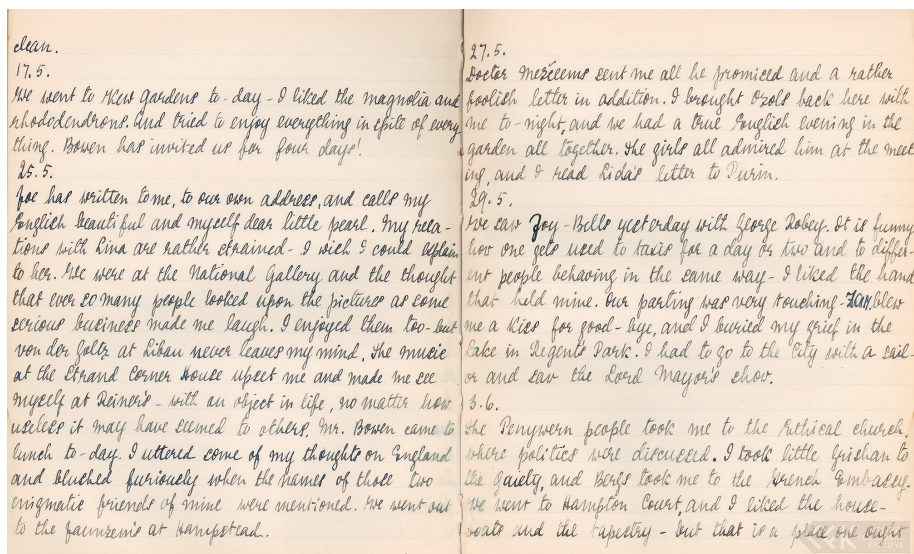 clean.
17.5.
We went to Kew Gardens to-day - I liked the magnolia and
rhododendrons. and tried to enjoy everything in spite of every
thing. Bowen has invited us for four days!
25.5.
Joe has written to me, to our own address, and calls my
English beautiful and myself dear little pearl. My rela-
tions with Lina are rather strained - I wish I could explain
to her. We were at the National Gallery and the thought
that ever so many people looked upon the pictures as some
serious business made me laugh. I enjoyed them too - but
von der Goltz at Libau never leaves my mind. The music
at the Strand Corner House upset me and made me see
myself at Reiner's - with an object in life, no matter how
useless it may have seemed to others. Mr. Bowen came to
lunch to-day. I uttered some of my thoughts on England
and blushed furiously when the names of those two
enigmatic friends of mine were mentioned. We went out
to the at Hampstead.
27.5.
Doctor sent me all he promised and a rather
foolish letter in addition. I brought Ozols back here with
me to-night, and we had a true English evening in the
garden all together. The girls all admired him at the meet
ing, and I read Lida's letter to Purin.
29.5.
We saw Joy-Bells yesterday with George Robey. It is funny
how one gets used to taxis for a day or two and to differ-
ent people behaving in the same way - I liked the hand
that held mine. Our parting was very touching - blew
me a kiss for good-bye, and I buried my grief in the
lake in Regent's Park. I had to go to the City with a sail-
or and saw the Lord Mayor's show.
3.6.
The Penywern people took me to the Ethical church,
where politics were discussed. I took little Grishan to
the Gaiety, and Bergs took me to the French Embassy.
We went to Hampton Court, and I liked the house-
boats and the tapestry - but that is a place one ought